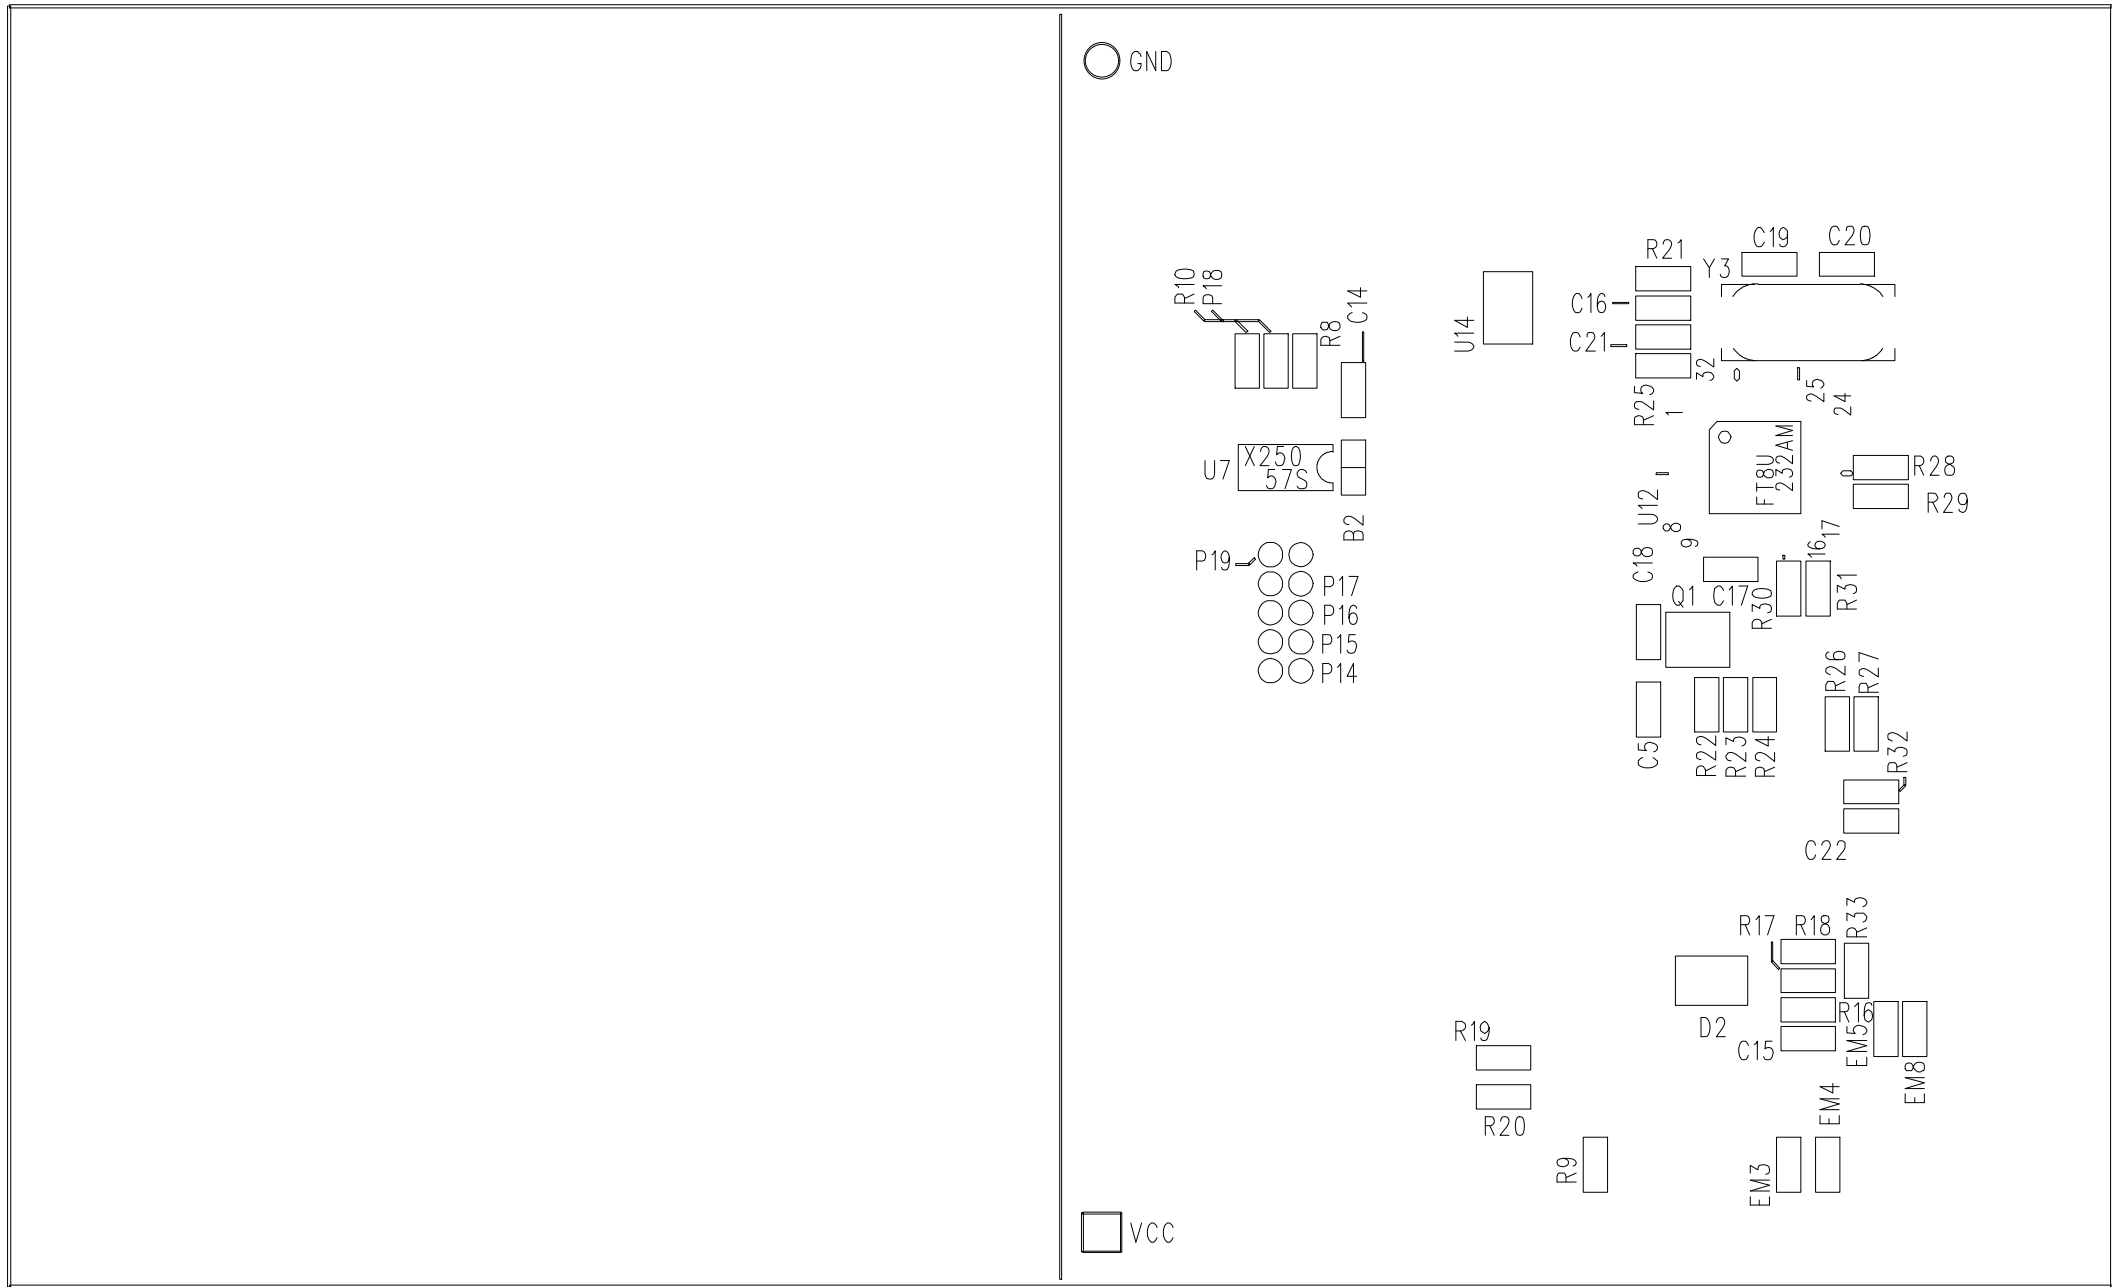 GND
C19
C20
R21
Y3
R10
P18
C14
C16
R8
U14
C21
32
25
24
R25
1
U7
X250
57S
FT8U
232AM
R28
R29
U12
B2
8
9
17
16
P19
C18
P17
Q1
C17
R30
R31
P16
P15
P14
R26
R27
C5
R22
R23
R24
R32
C22
R17
R18
R33
R16
D2
R19
C15
EM5
EM8
EM4
R20
R9
EM3
VCC